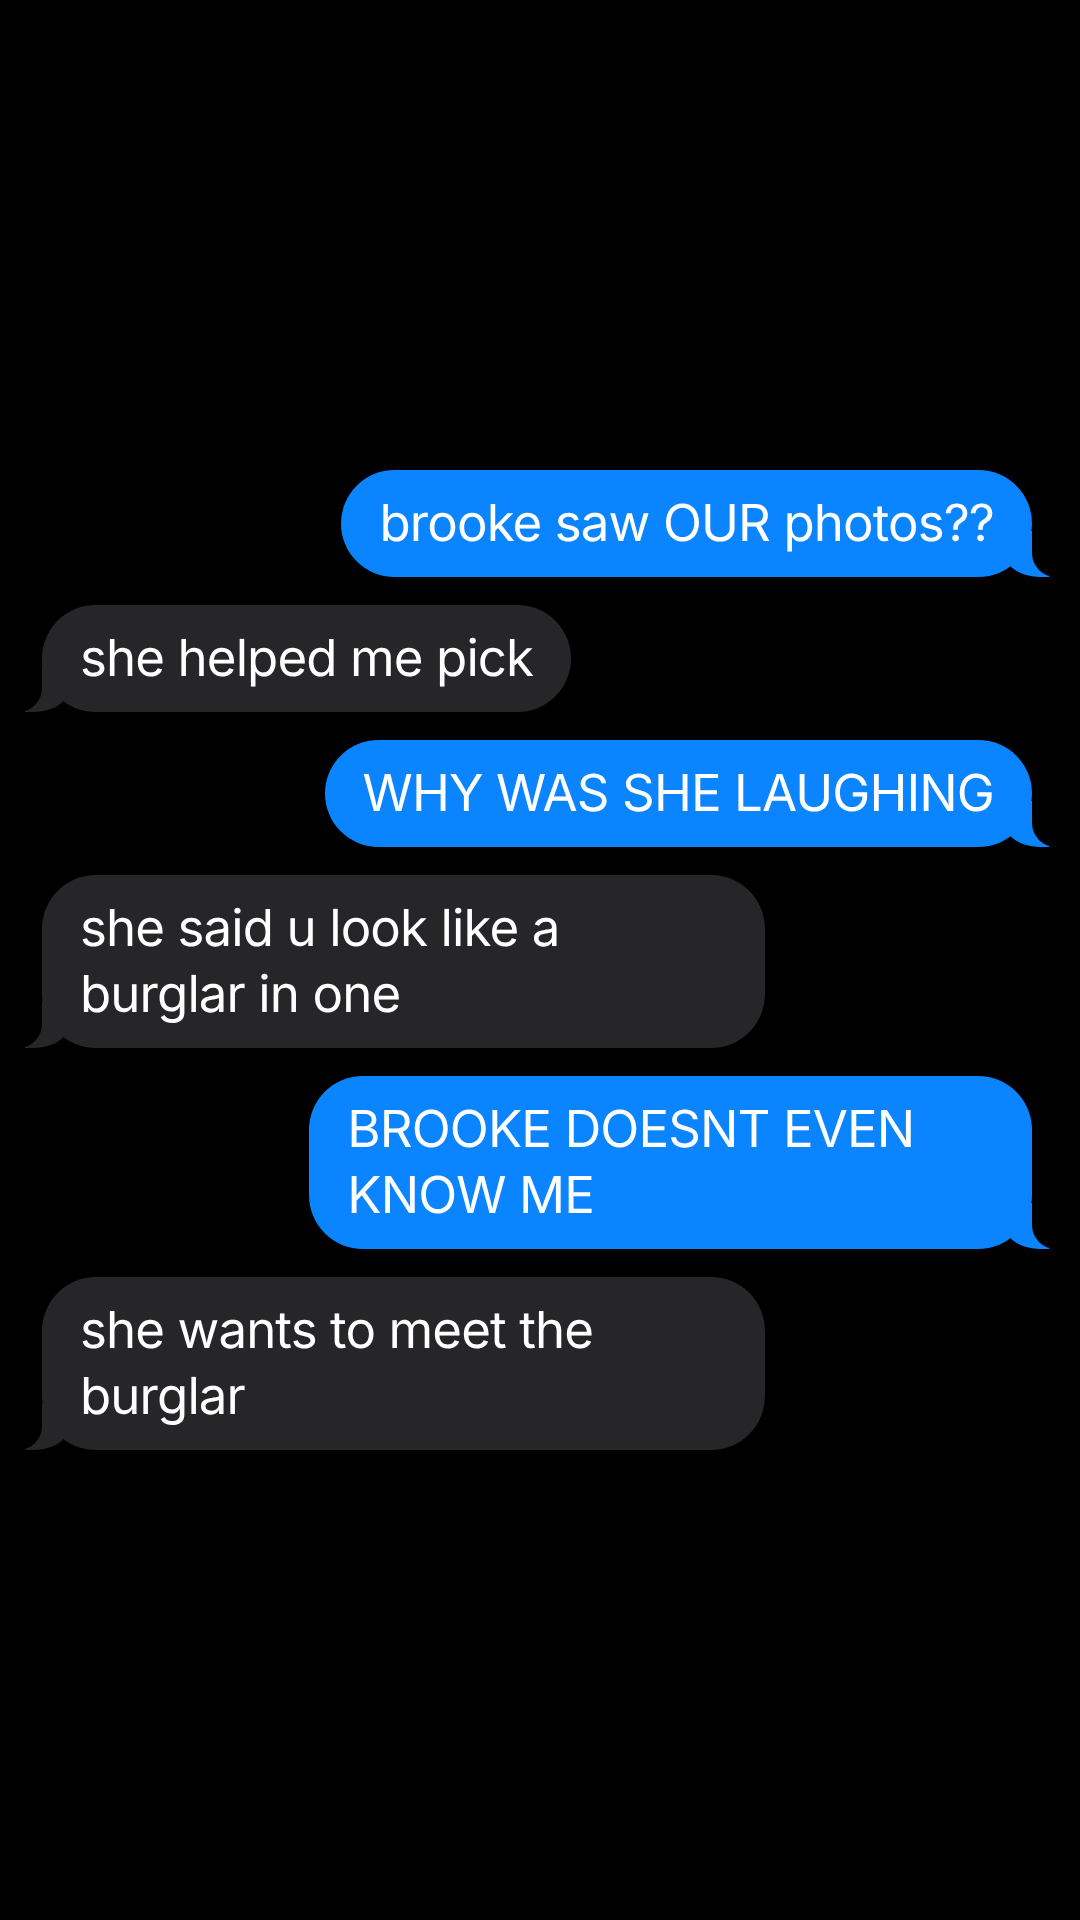 brooke saw OUR photos??
she helped me pick
WHY WAS SHE LAUGHING
she said u look like a
burglar in one
BROOKE DOESNT EVEN
KNOW ME
she wants to meet the
burglar